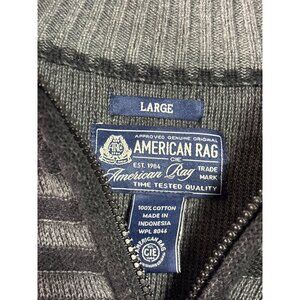 LARGE
APPROVED GENUINE ORIGINAL
AMERICAN RAG
CIE
EST. 1984
American Rag
TRADE
MARK
TIME TESTED QUALITY
100% COTTON
MADE IN
INDONESIA
WPL 8046
AMERICAN RAG
CIE